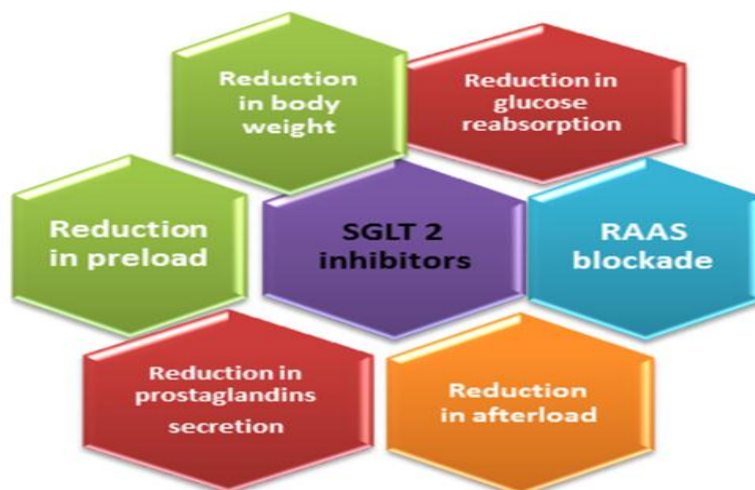 Reduction
in body
weight
Reduction in
glucose
reabsorption
Reduction
in preload
SGLT 2
inhibitors
RAAS
blockade
Reduction in
prostaglandins
secretion
Reduction
in afterload